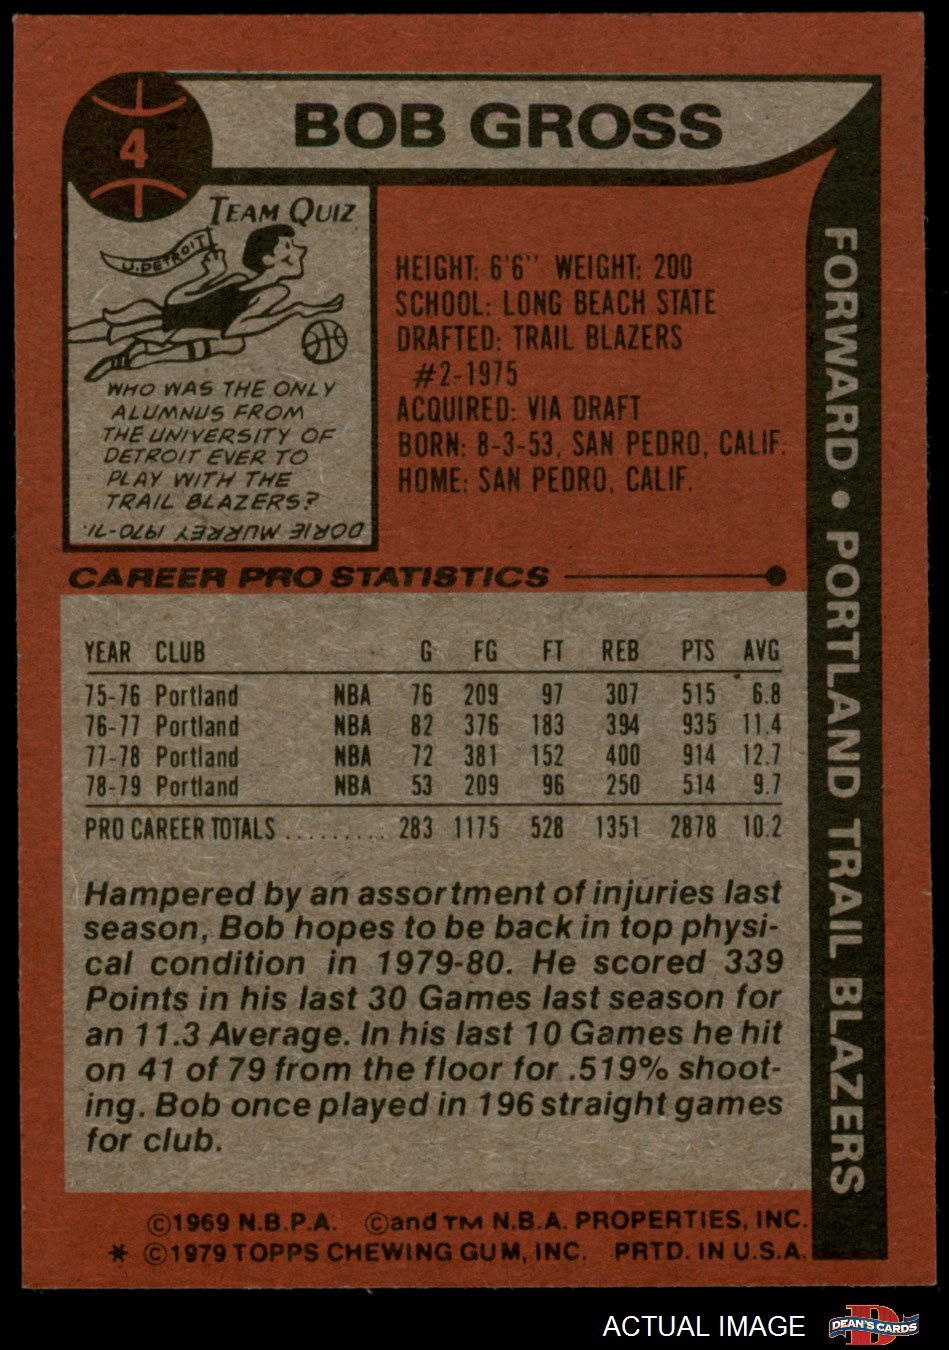 4
BOB GROSS
TEAM QUIZ
U. DETROIT
WHO WAS THE ONLY
ALUMNUS FROM
THE UNIVERSITY OF
DETROIT EVER TO
PLAY WITH THE
TRAIL BLAZERS?
DORIE MURREY 1970-71.
HEIGHT: 6'6" WEIGHT: 200
SCHOOL: LONG BEACH STATE
DRAFTED: TRAIL BLAZERS
#2-1975
ACQUIRED: VIA DRAFT
BORN: 8-3-53, SAN PEDRO, CALIF.
HOME: SAN PEDRO, CALIF.
FORWARD • PORTLAND TRAIL BLAZERS
CAREER PRO STATISTICS
YEAR CLUB G FG FT REB PTS AVG
75-76 Portland NBA 76 209 97 307 515 6.8
76-77 Portland NBA 82 376 183 394 935 11.4
77-78 Portland NBA 72 381 152 400 914 12.7
78-79 Portland NBA 53 209 96 250 514 9.7
PRO CAREER TOTALS .......... 283 1175 528 1351 2878 10.2
Hampered by an assortment of injuries last
season, Bob hopes to be back in top physi-
cal condition in 1979-80. He scored 339
Points in his last 30 Games last season for
an 11.3 Average. In his last 10 Games he hit
on 41 of 79 from the floor for .519% shoot-
ing. Bob once played in 196 straight games
for club.
©1969 N.B.P.A. ©and TM N.B.A. PROPERTIES, INC.
* ©1979 TOPPS CHEWING GUM, INC. PRTD. IN U.S.A.
ACTUAL IMAGE
D
DEAN'S CARDS